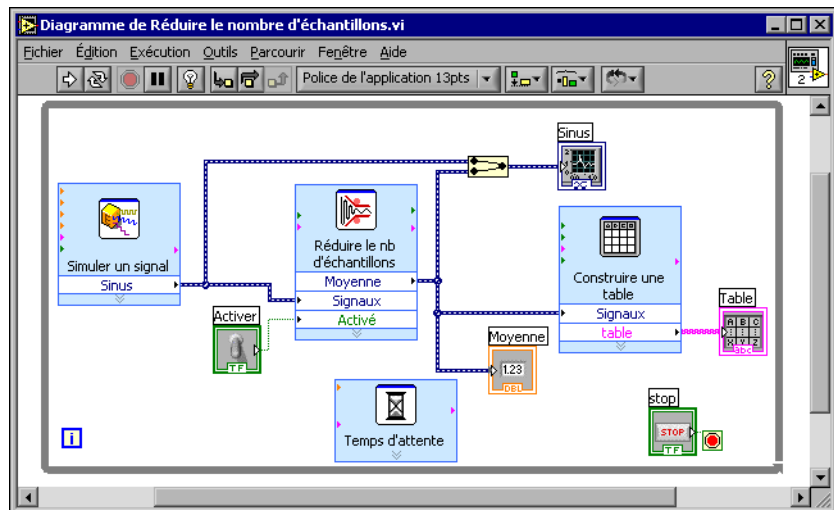 Diagramme de Réduire le nombre d'échantillons.vi
Fichier Édition Exécution Outils Parcourir Fenêtre Aide
Police de l'application 13pts
?
2
Sinus
Simuler un signal
Sinus
Réduire le nb
d'échantillons
Moyenne
Signaux
Activé
Activer
TF
Construire une
table
Signaux
table
Table
A B C
X Y Z
abc
Moyenne
1.23
DBL
Temps d'attente
stop
STOP
TF
i